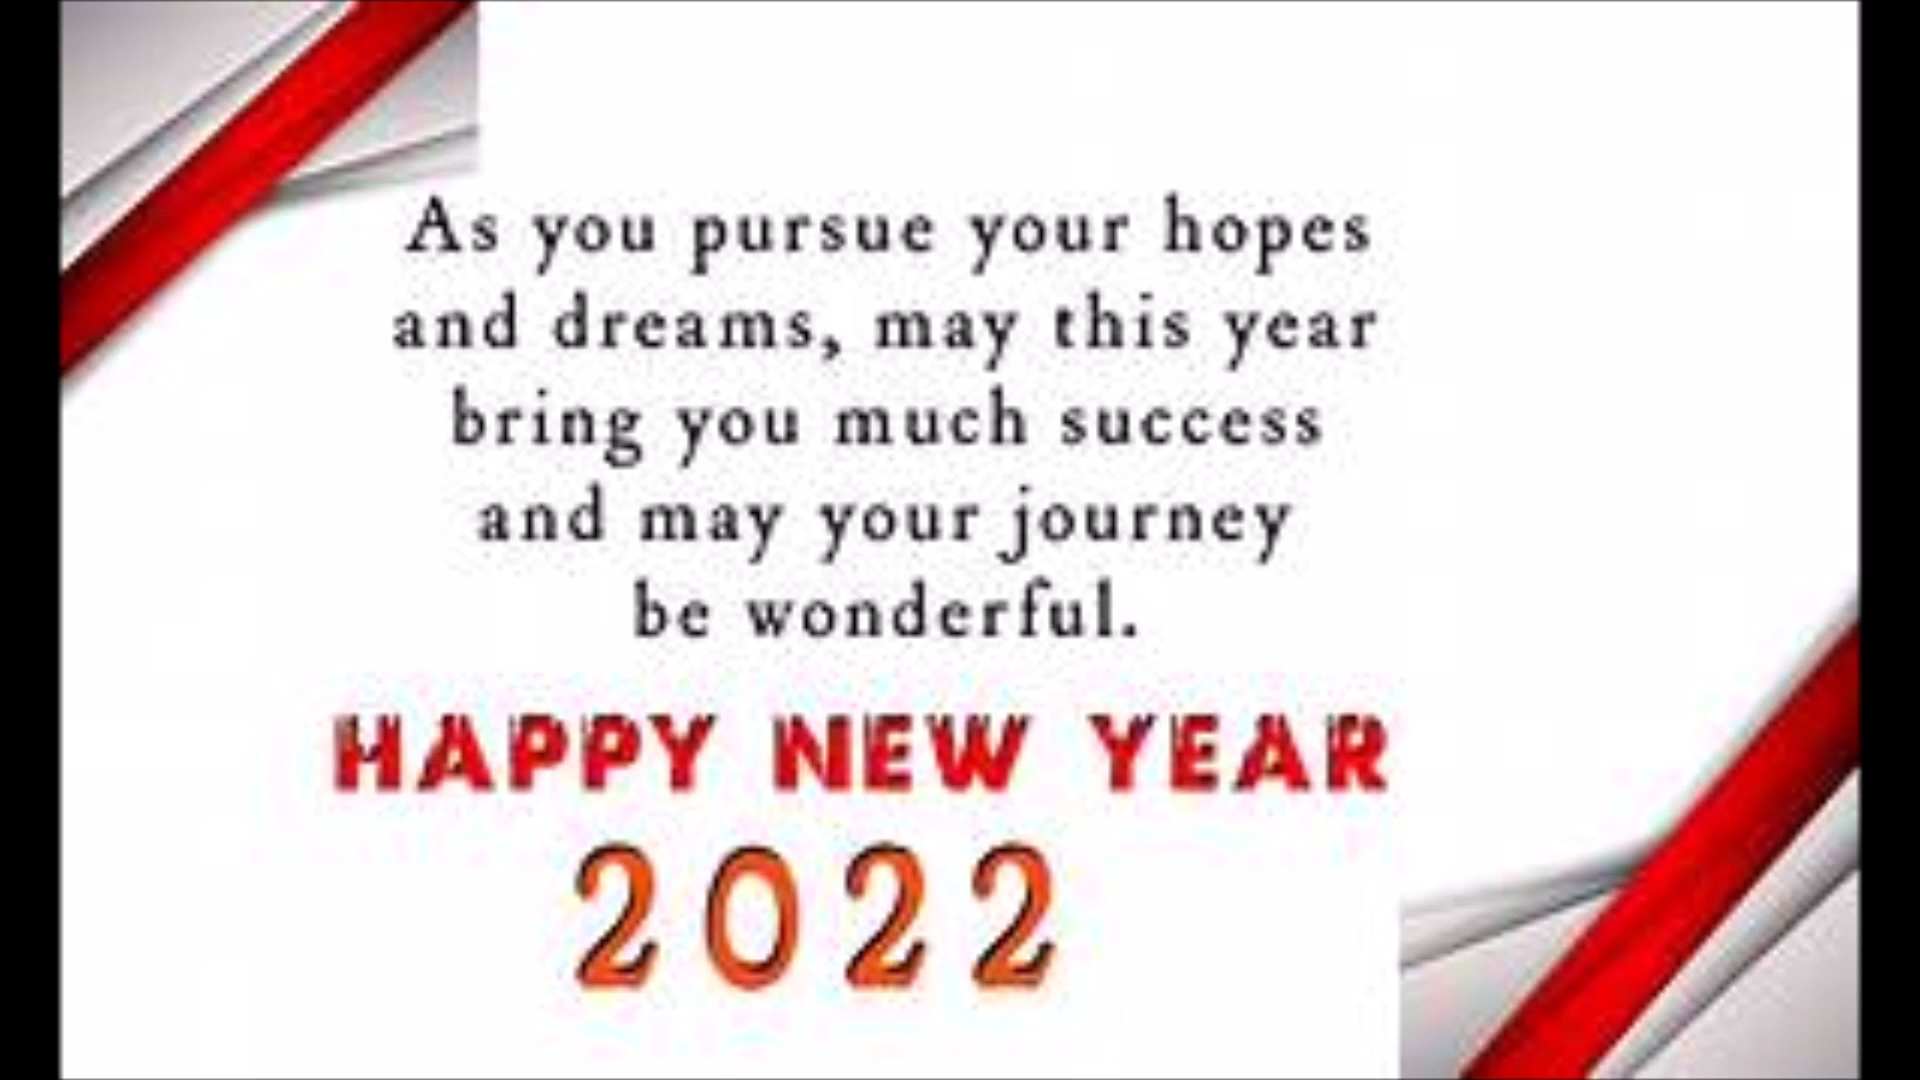 As you pursue your hopes
and dreams, may this year
bring you much success
and may your journey
be wonderful.
HAPPY NEW YEAR
2022